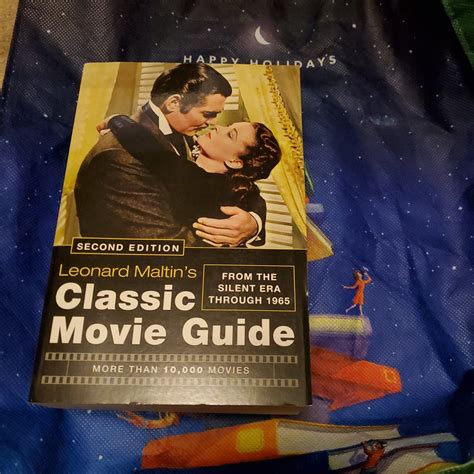 HAPPY HOLIDAYS
SECOND EDITION
Leonard Maltin's
Classic
Movie Guide
FROM THE
SILENT ERA
THROUGH 1965
MORE THAN 10,000 MOVIES